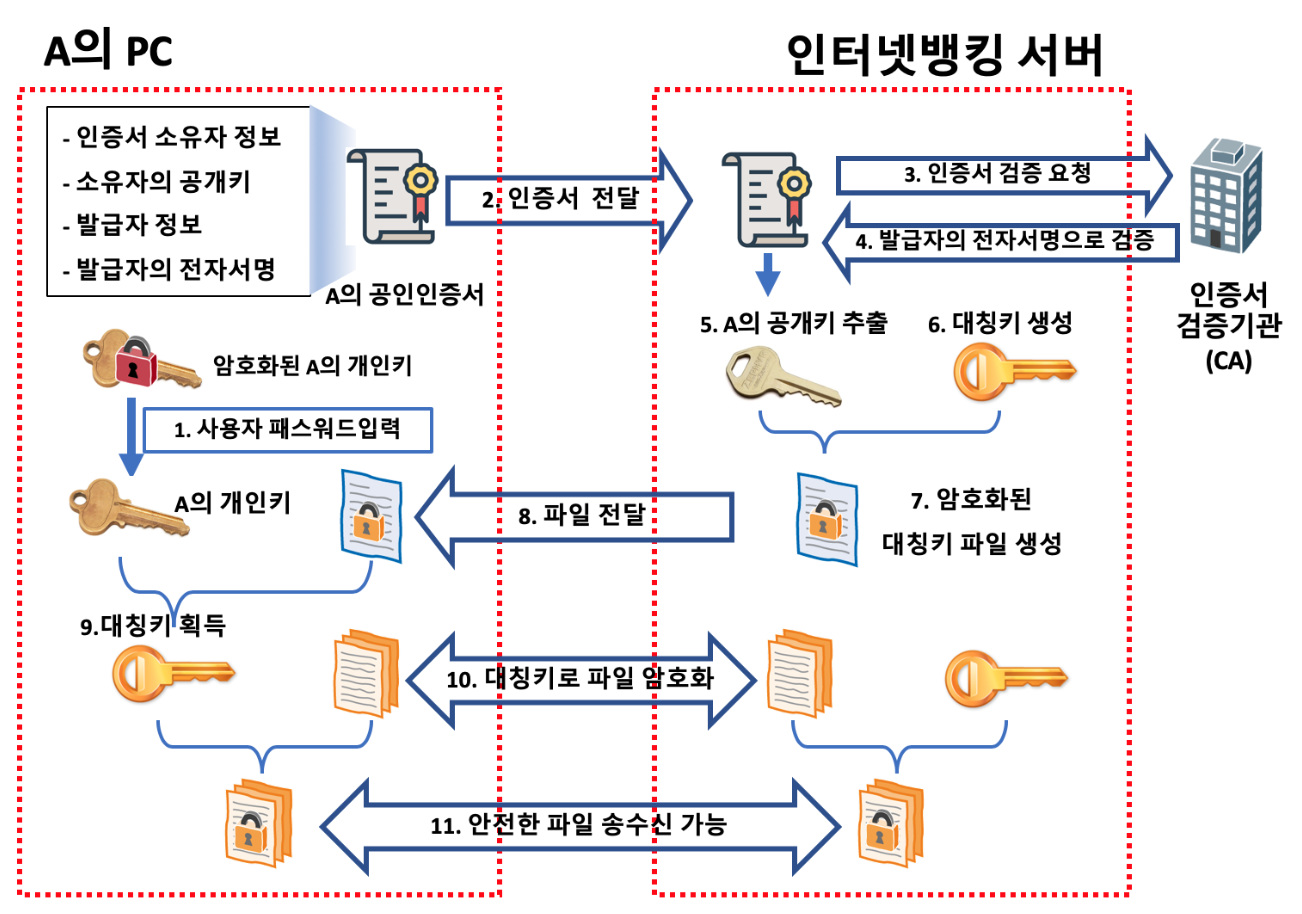 A의 PC
인터넷뱅킹 서버
- 인증서 소유자 정보
- 소유자의 공개키
- 발급자 정보
- 발급자의 전자서명
A의 공인인증서
2. 인증서 전달
3. 인증서 검증 요청
4. 발급자의 전자서명으로 검증
인증서
검증기관
(CA)
5. A의 공개키 추출
6. 대칭키 생성
암호화된 A의 개인키
1. 사용자 패스워드입력
A의 개인키
8. 파일 전달
7. 암호화된
대칭키 파일 생성
9.대칭키 획득
10. 대칭키로 파일 암호화
11. 안전한 파일 송수신 가능